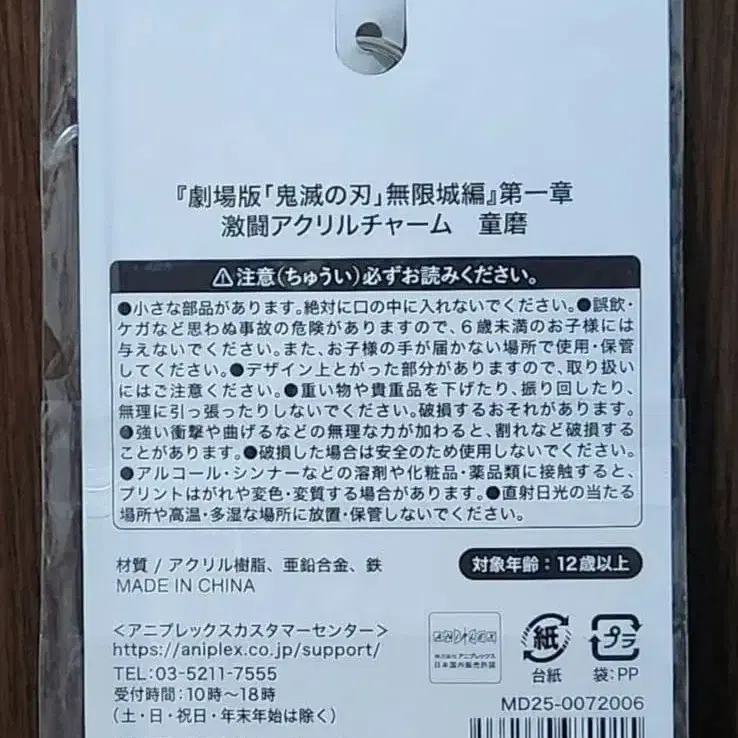 『劇場版「鬼滅の刃」無限城編』第一章
激闘アクリルチャーム　童磨
⚠注意(ちゅうい)必ずお読みください。
●小さな部品があります。絶対に口の中に入れないでください。●誤飲・
ケガなど思わぬ事故の危険がありますので、6歳未満のお子様には
与えないでください。また、お子様の手が届かない場所で使用・保管
してください。●デザイン上とがった部分がありますので、取り扱い
にはご注意ください。●重い物や貴重品を下げたり、振り回したり、
無理に引っ張ったりしないでください。破損するおそれがあります。
●強い衝撃や曲げるなどの無理な力が加わると、割れなど破損する
ことがあります。●破損した場合は安全のため使用しないでください。
●アルコール・シンナーなどの溶剤や化粧品・薬品類に接触すると、
プリントはがれや変色・変質する場合があります。●直射日光の当たる
場所や高温・多湿な場所に放置・保管しないでください。
材質 / アクリル樹脂、亜鉛合金、鉄
対象年齢：12歳以上
MADE IN CHINA
<アニプレックスカスタマーセンター>
https://aniplex.co.jp/support/
TEL:03-5211-7555
受付時間：10時〜18時
(土・日・祝日・年末年始は除く)
ANIPLEX
株式会社アニプレックス
日本国内販売許諾
紙
台紙
プラ
袋：PP
MD25-0072006